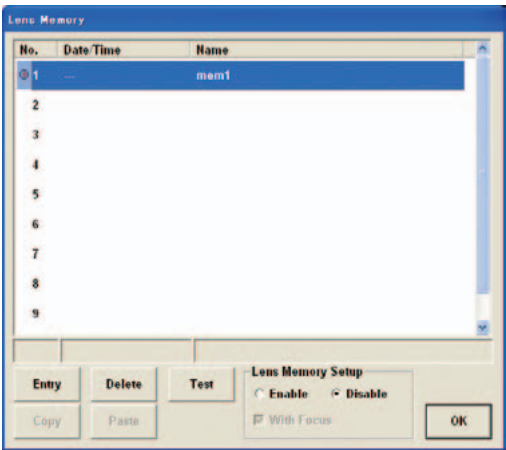 Lens Memory
No. Date/Time Name
1 ... mem1
2
3
4
5
6
7
8
9
Lens Memory Setup
Entry Delete Test Enable Disable
Copy Paste With Focus OK